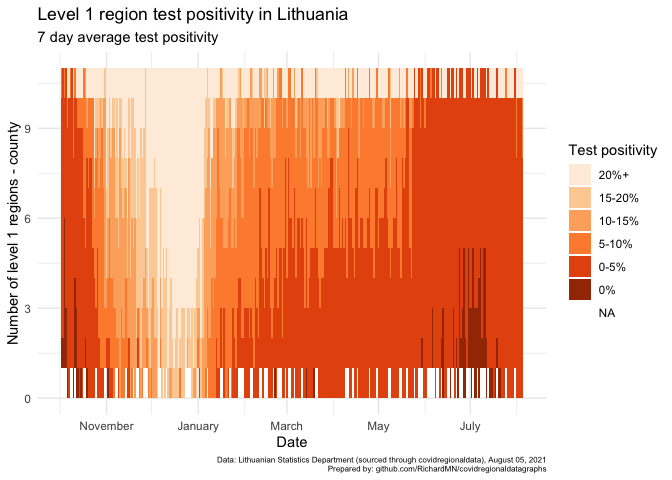 Level 1 region test positivity in Lithuania
7 day average test positivity
Number of level 1 regions - county
9
6
3
0
November
January
March
May
July
Date
Test positivity
20%+
15-20%
10-15%
5-10%
0-5%
0%
NA
Data: Lithuanian Statistics Department (sourced through covidregionaldata), August 05, 2021
Prepared by: github.com/RichardMN/covidregionaldatagraphs